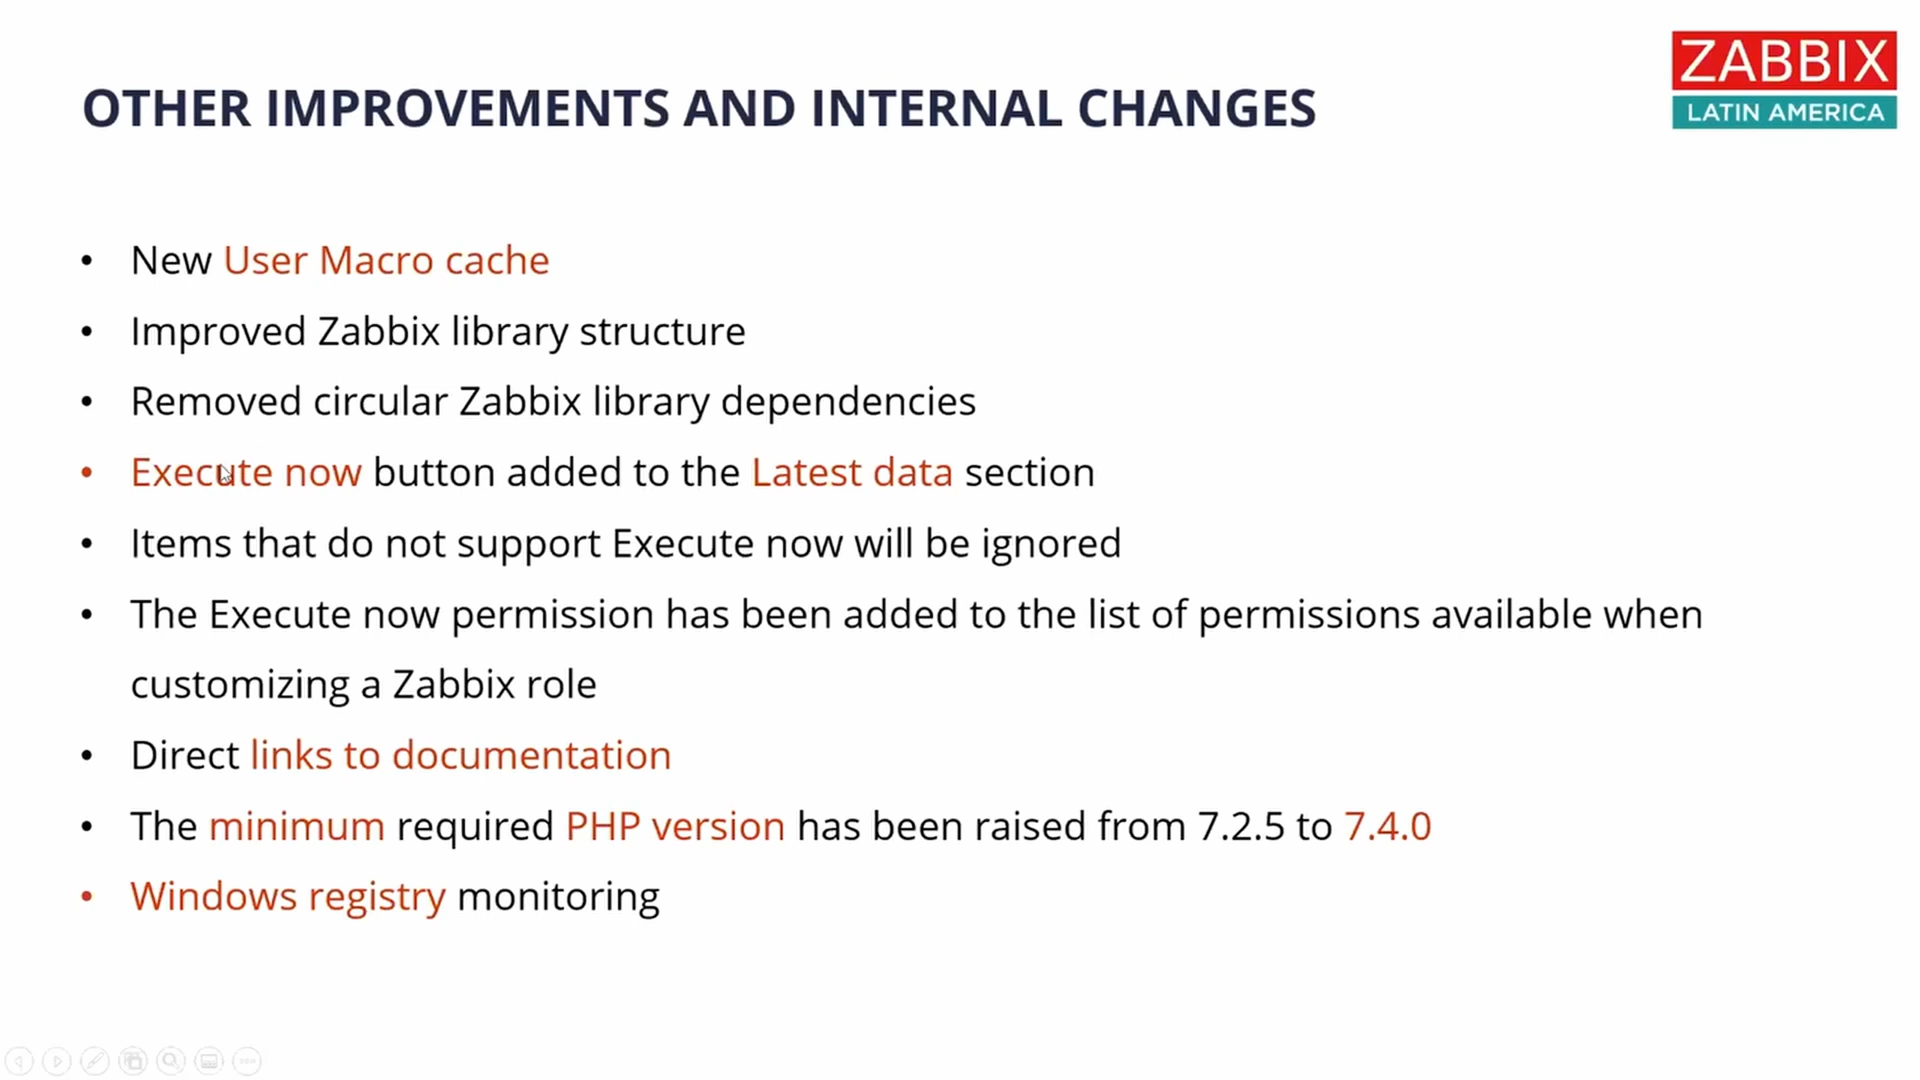 ZABBIX
LATIN AMERICA
OTHER IMPROVEMENTS AND INTERNAL CHANGES
• New User Macro cache
• Improved Zabbix library structure
• Removed circular Zabbix library dependencies
• Execute now button added to the Latest data section
• Items that do not support Execute now will be ignored
• The Execute now permission has been added to the list of permissions available when
customizing a Zabbix role
• Direct links to documentation
• The minimum required PHP version has been raised from 7.2.5 to 7.4.0
• Windows registry monitoring